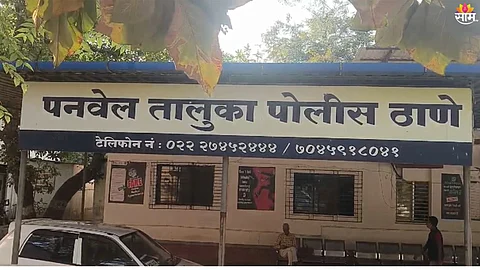 साम
पनवेल तालुका पोलीस ठाणे
टेलिफोन नं : ०२२ २७४५२४४४ / ७०४५९१८०४१